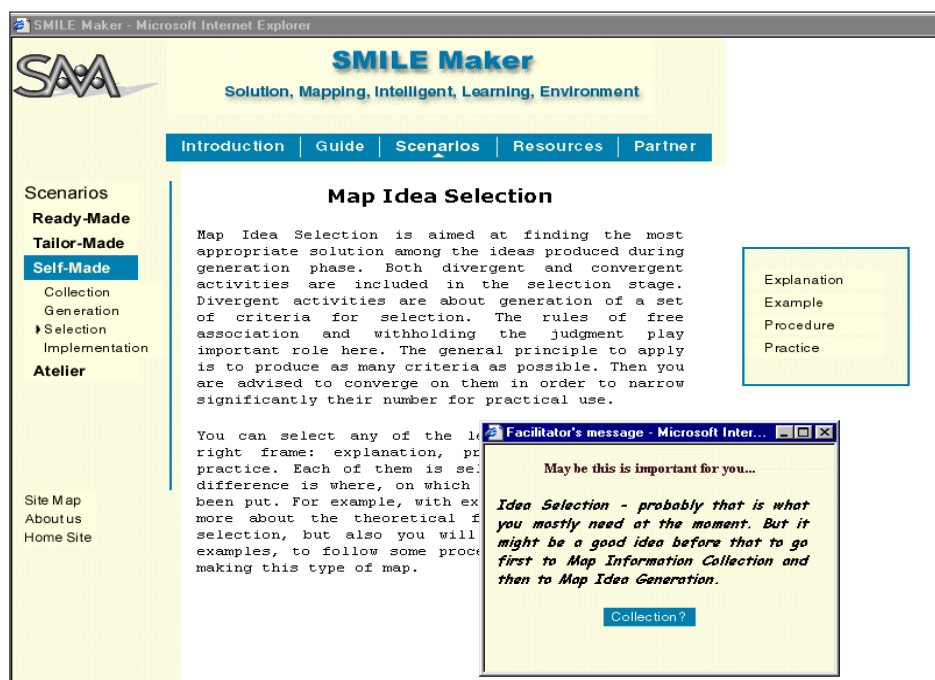 SMILE Maker - Microsoft Internet Explorer
SMILE Maker
Solution, Mapping, Intelligent, Learning, Environment
Introduction
Guide
Scenarios
Resources
Partner
Scenarios
Ready-Made
Tailor-Made
Self-Made
Collection
Generation
Selection
Implementation
Atelier
Site Map
About us
Home Site
Map Idea Selection
Map Idea Selection is aimed at finding the most
appropriate solution among the ideas produced during
generation phase. Both divergent and convergent
activities are included in the selection stage.
Divergent activities are about generation of a set
of criteria for selection. The rules of free
association and withholding the judgment play
important role here. The general principle to apply
is to produce as many criteria as possible. Then you
are advised to converge on them in order to narrow
significantly their number for practical use.
You can select any of the
right frame: explanation,
practice. Each of them is
difference is where, on which
been put. For example, with
more about the theoretical
selection, but also you will
examples, to follow some
making this type of map.
Explanation
Example
Procedure
Practice
Facilitator's message - Microsoft Inter...
May be this is important for you...
Idea Selection - probably that is what
you mostly need at the moment. But it
might be a good idea before that to go
first to Map Information Collection and
then to Map Idea Generation.
Collection?